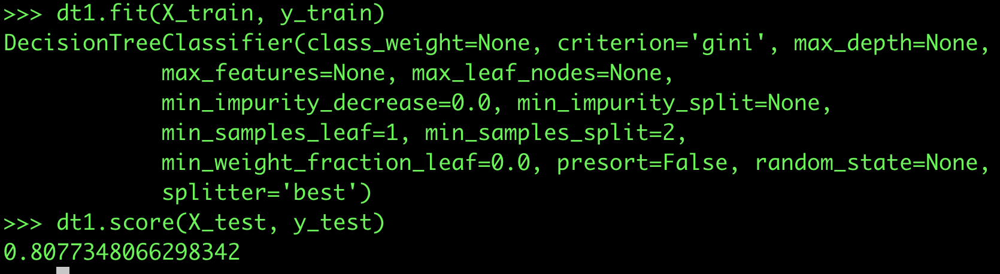 >>> dt1.fit(X_train, y_train)
DecisionTreeClassifier(class_weight=None, criterion='gini', max_depth=None,
            max_features=None, max_leaf_nodes=None,
            min_impurity_decrease=0.0, min_impurity_split=None,
            min_samples_leaf=1, min_samples_split=2,
            min_weight_fraction_leaf=0.0, presort=False, random_state=None,
            splitter='best')
>>> dt1.score(X_test, y_test)
0.8077348066298342